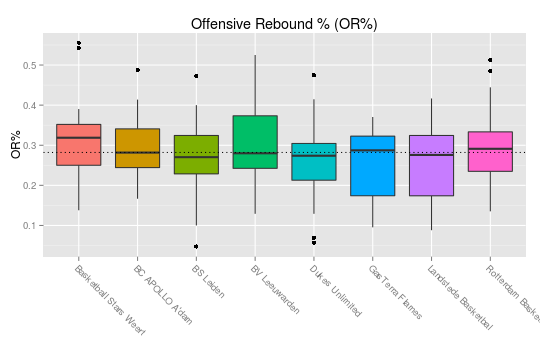 Offensive Rebound % (OR%)
OR%
0.5
0.4
0.3
0.2
0.1
Basketball Stars Weert
BC APOLLO A'dam
BS Leiden
BV Leeuwarden
Dukes Unlimited
GasTerra Flames
Landstede Basketbal
Rotterdam Basket